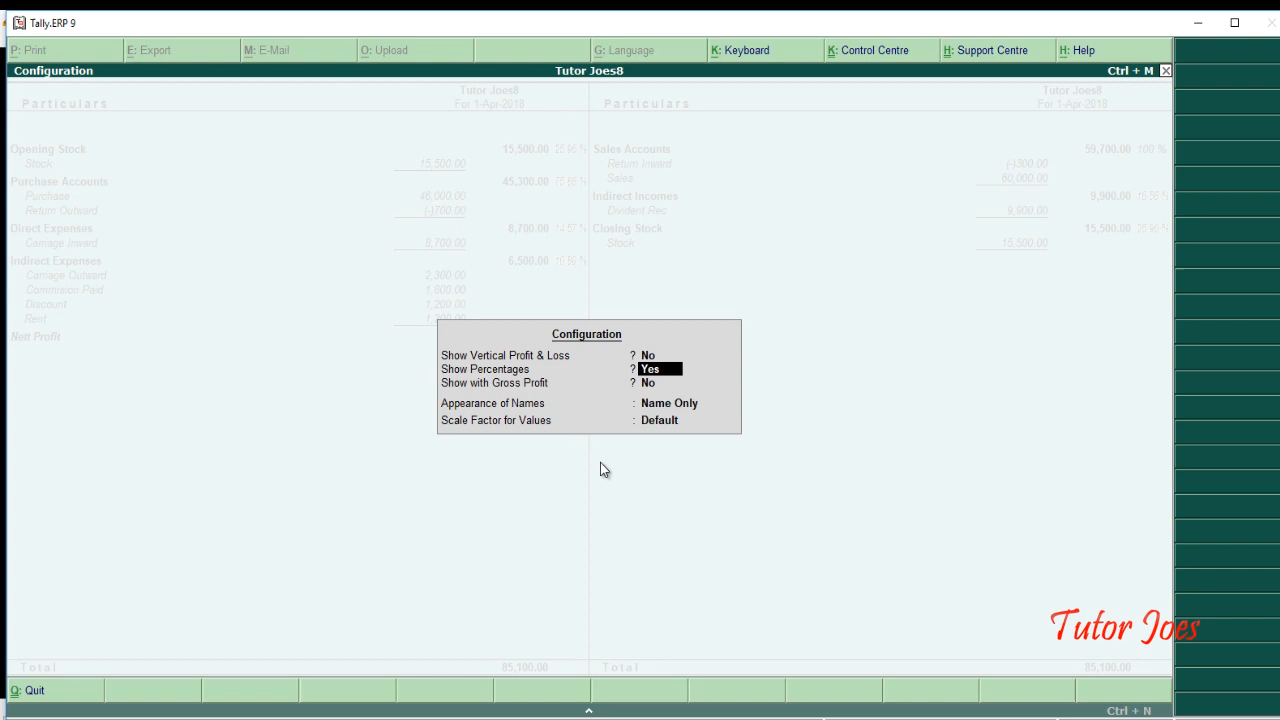 Tally.ERP 9
P: Print E: Export M: E-Mail O: Upload G: Language K: Keyboard K: Control Centre H: Support Centre H: Help
Configuration Tutor Joes8 Ctrl + M
Particulars Tutor Joes8 Particulars Tutor Joes8
For 1-Apr-2018 For 1-Apr-2018
Opening Stock 15,500.00 Sales Accounts 59,700.00 100 %
Stock 15,500.00 Return Inward (-)300.00
Purchase Accounts 45,300.00 Sales 60,000.00
Purchase 46,000.00 Indirect Incomes 9,900.00
Return Outward (-)700.00 Divident Rec 9,900.00
Direct Expenses 8,700.00 Closing Stock 15,500.00
Carriage Inward 8,700.00 Stock 15,500.00
Indirect Expenses 6,500.00
Carriage Outward 2,300.00
Commision Paid
Discount 1,200.00
Rent
Nett Profit
Configuration
Show Vertical Profit & Loss ? No
Show Percentages ? Yes
Show with Gross Profit ? No
Appearance of Names : Name Only
Scale Factor for Values : Default
Tutor Joes
Total 85,100.00 Total 85,100.00
Q: Quit
Ctrl + N